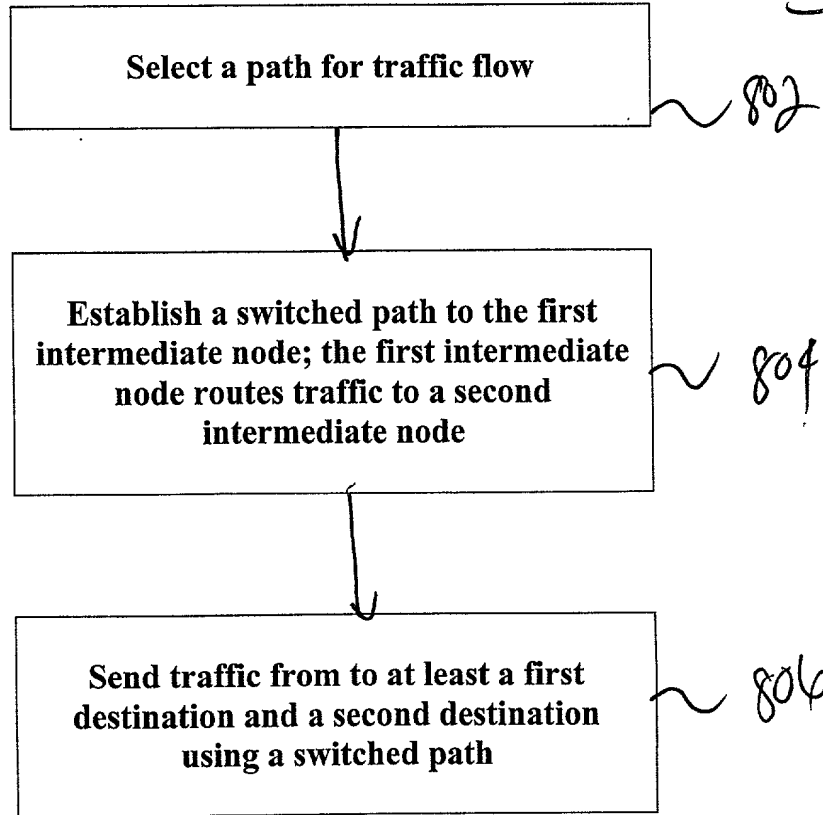 Select a path for traffic flow
802
Establish a switched path to the first
intermediate node; the first intermediate
node routes traffic to a second
intermediate node
804
Send traffic from to at least a first
destination and a second destination
using a switched path
806